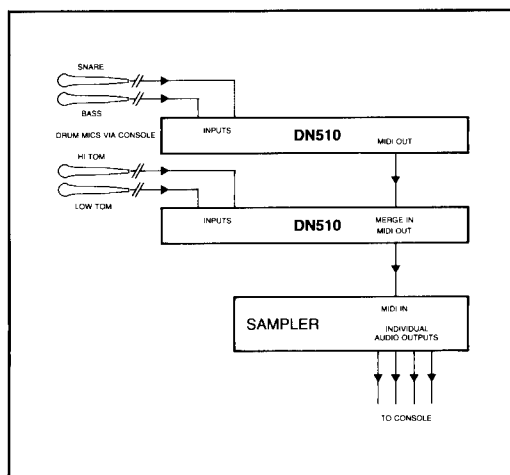 SNARE
BASS
DRUM MICS VIA CONSOLE
INPUTS
DN510
MIDI OUT
HI TOM
LOW TOM
INPUTS
DN510
MERGE IN
MIDI OUT
SAMPLER
MIDI IN
INDIVIDUAL
AUDIO OUTPUTS
TO CONSOLE